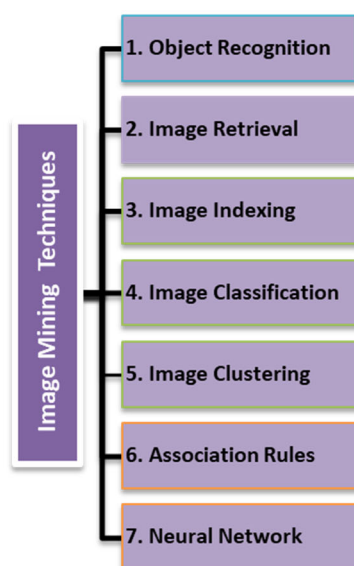 Image Mining Techniques
1. Object Recognition
2. Image Retrieval
3. Image Indexing
4. Image Classification
5. Image Clustering
6. Association Rules
7. Neural Network